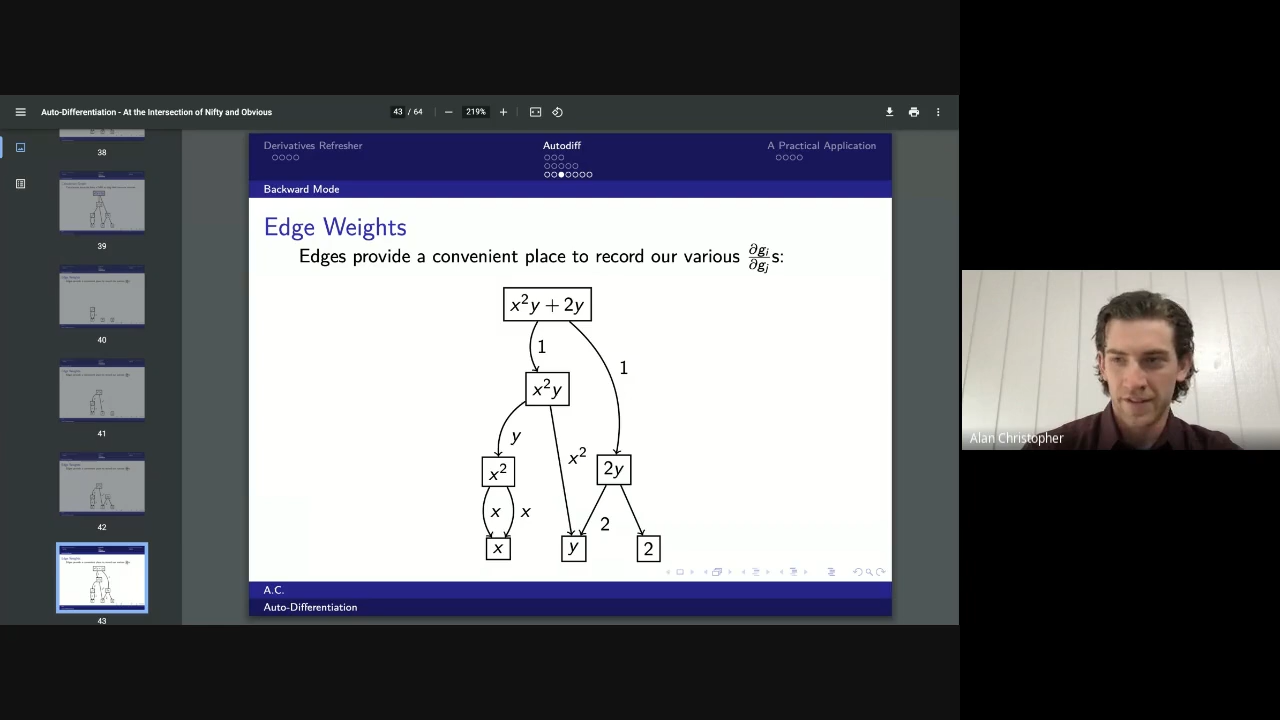 Auto-Differentiation - At the Intersection of Nifty and Obvious
43 / 64
219%
38
39
40
41
42
43
Derivatives Refresher
Autodiff
A Practical Application
Backward Mode
Edge Weights
Edges provide a convenient place to record our various ∂gᵢ/∂gⱼ s:
x²y + 2y
1
1
x²y
y
x²
2y
x²
x
x
2
x
y
2
A.C.
Auto-Differentiation
Alan Christopher